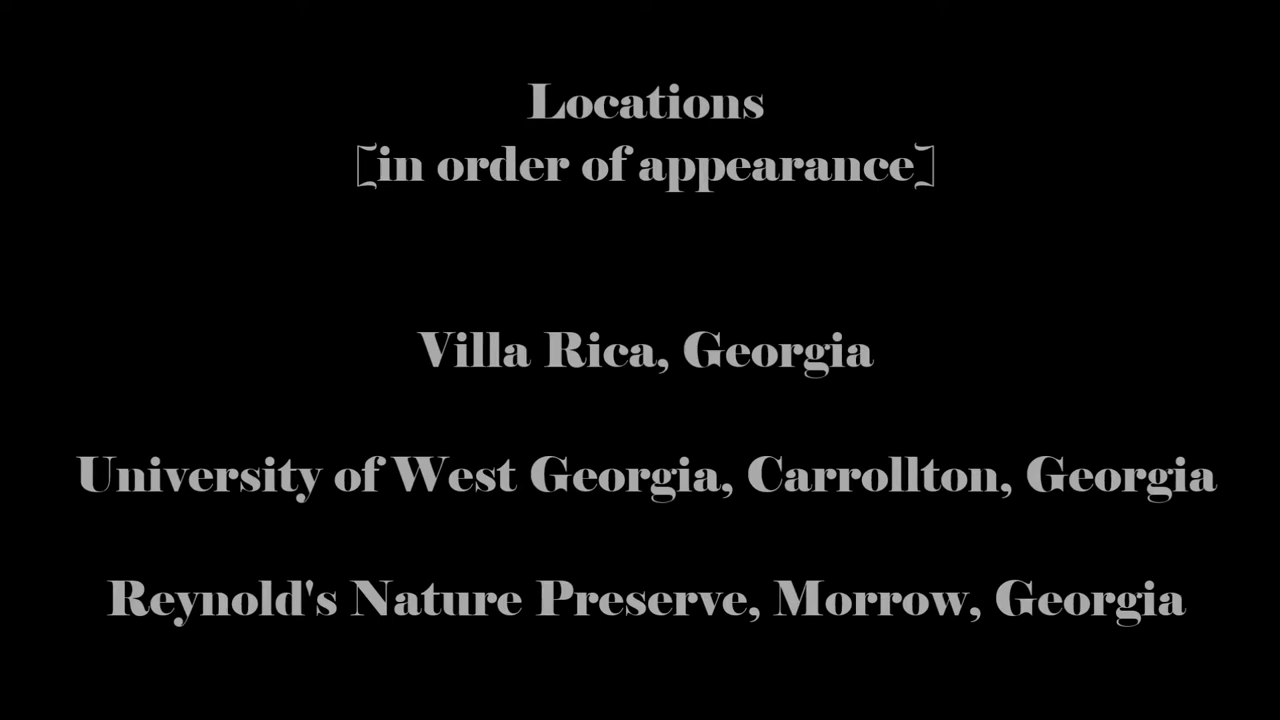 Locations
[in order of appearance]
Villa Rica, Georgia
University of West Georgia, Carrollton, Georgia
Reynold's Nature Preserve, Morrow, Georgia